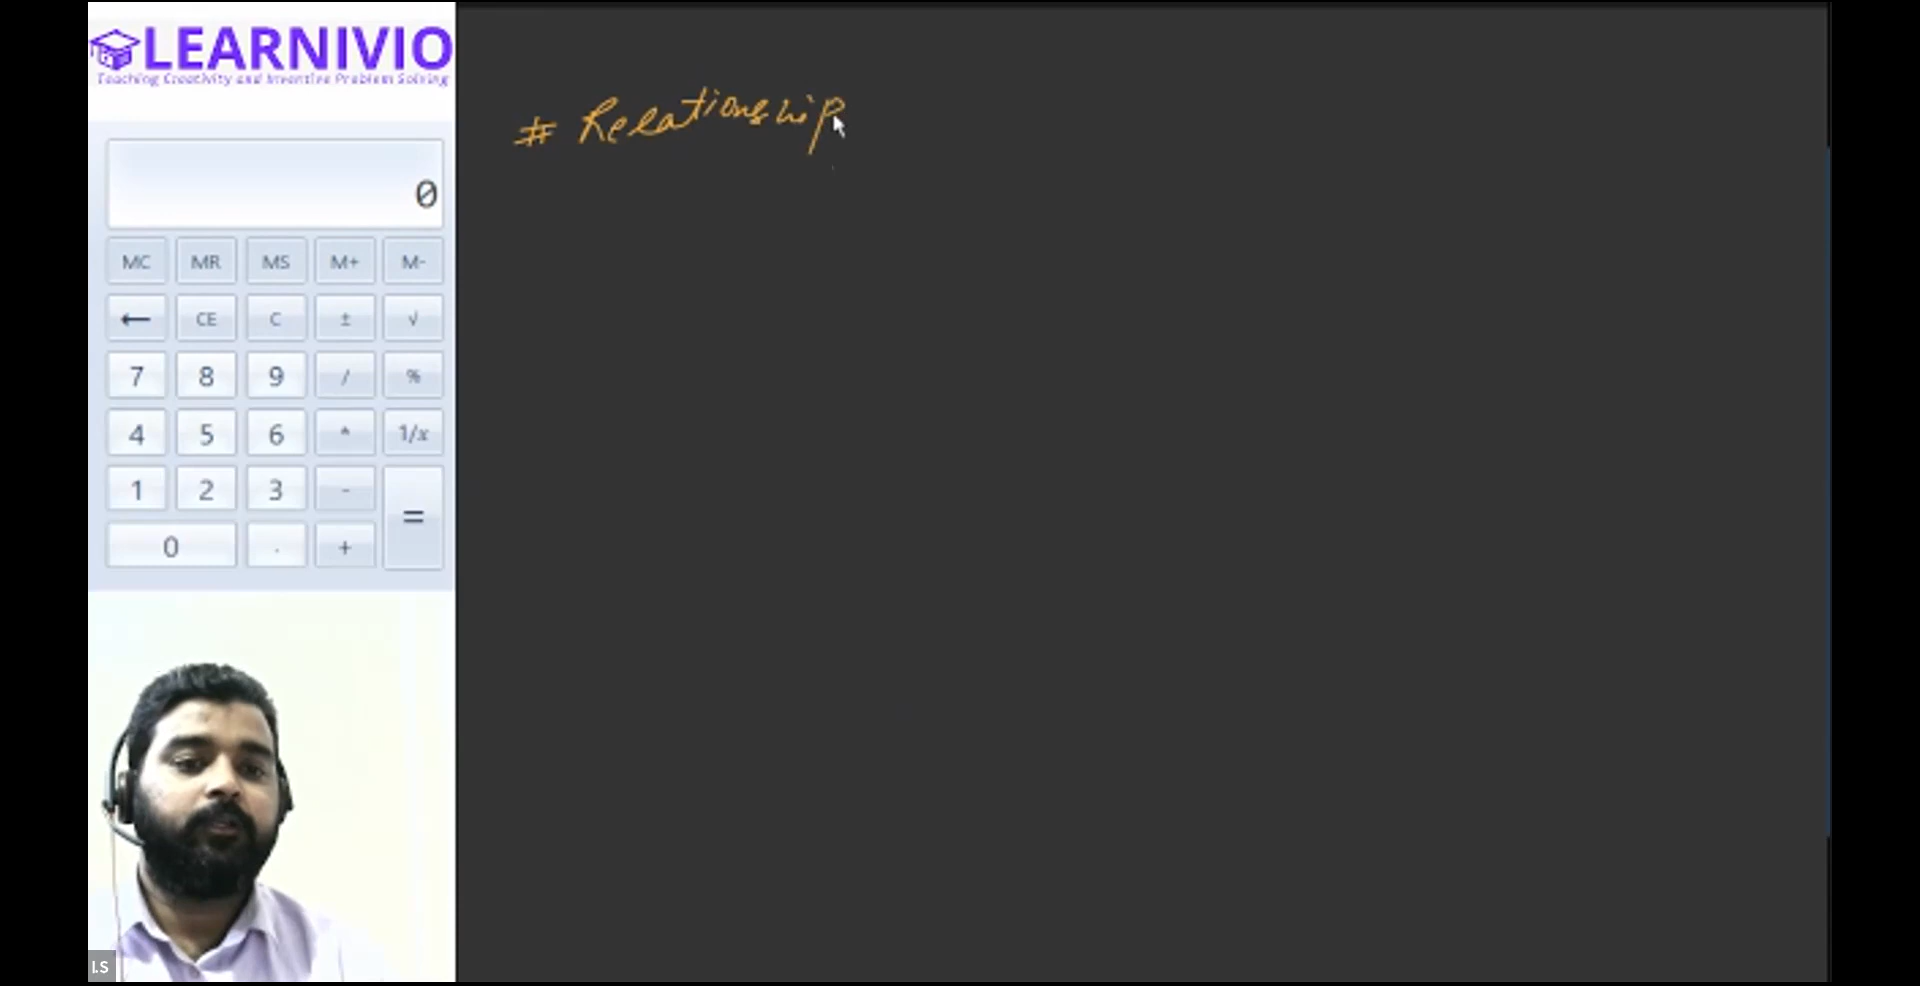 LEARNIVIO
Teaching Creativity and Inventive Problem Solving
# Relationship
0
MC MR MS M+ M-
← CE C ± √
7 8 9 / %
4 5 6 * 1/x
1 2 3 - =
0 . +
I.S